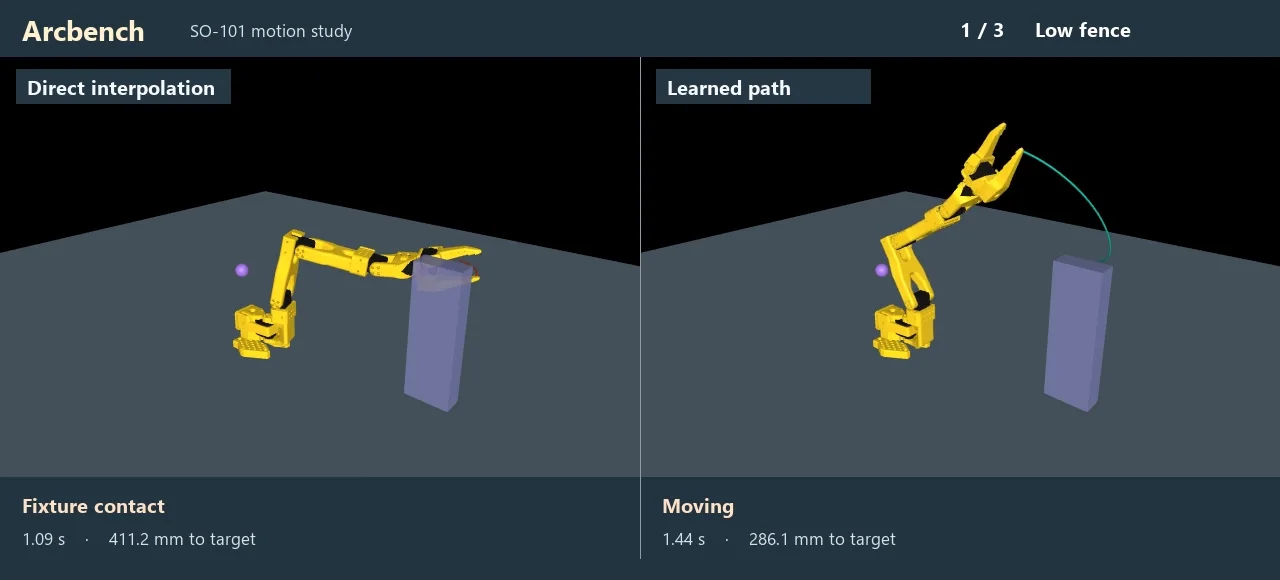 Arcbench SO-101 motion study 1 / 3 Low fence
Direct interpolation
Learned path
Fixture contact
1.09 s · 411.2 mm to target
Moving
1.44 s · 286.1 mm to target